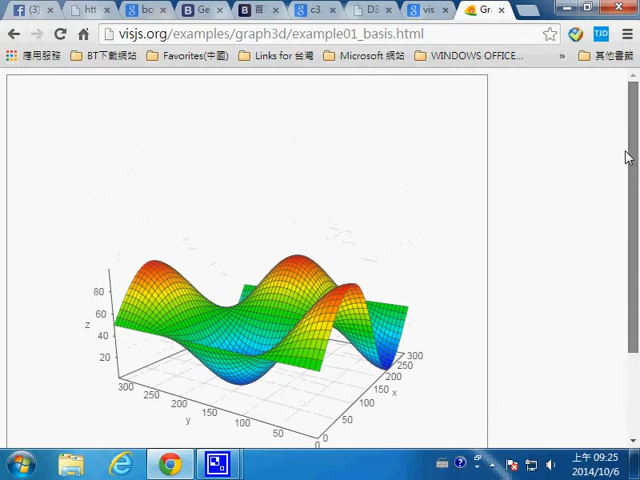 (3)
htt
bc
Ge
首
c3
D3
vis
Gr
visjs.org/examples/graph3d/example01_basis.html
TJD
應用服務 BT下載網站 Favorites(中國) Links for 台灣 Microsoft 網站 WINDOWS OFFICE... » 其他書籤
z
80
60
40
20
300 250 200 150 100 50 0
y
0 50 100 150 200 250 300
x
上午 09:25
2014/10/6